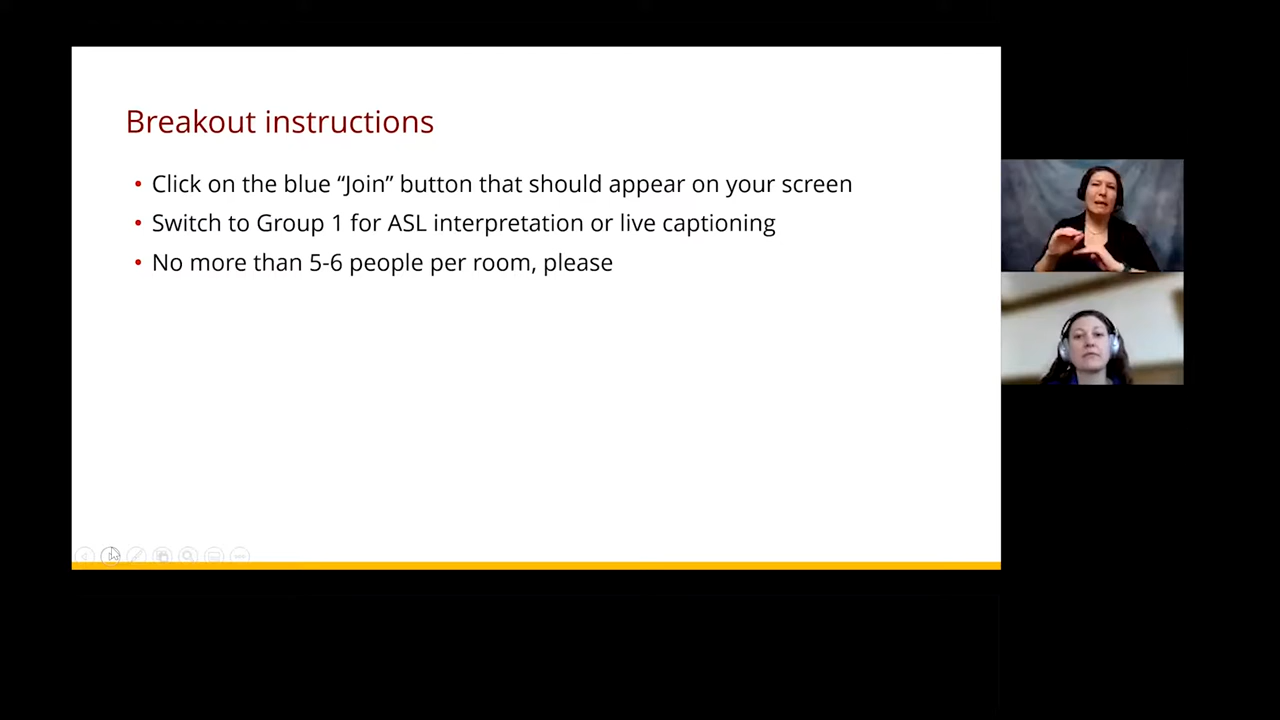 Breakout instructions
• Click on the blue “Join” button that should appear on your screen
• Switch to Group 1 for ASL interpretation or live captioning
• No more than 5-6 people per room, please